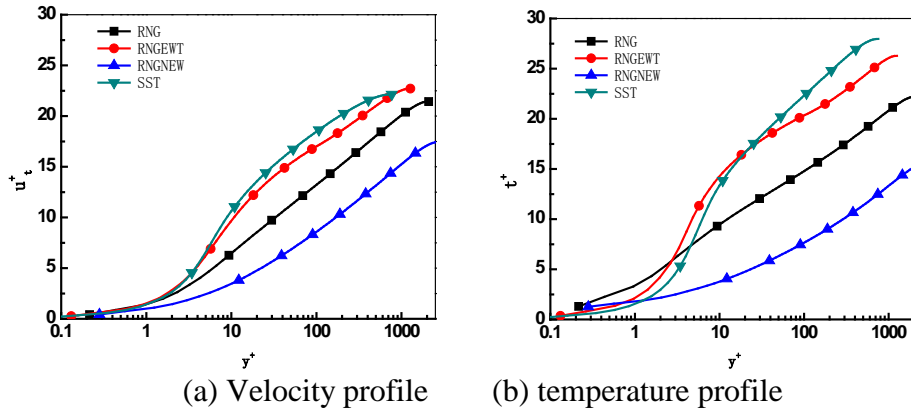 30
25
20
15
10
5
0
u⁺ₜ
RNG
RNGEWT
RNGNEW
SST
0.1 1 10 100 1000
y⁺
30
25
20
15
10
5
0
t⁺
RNG
RNGEWT
RNGNEW
SST
0.1 1 10 100 1000
y⁺
(a) Velocity profile (b) temperature profile